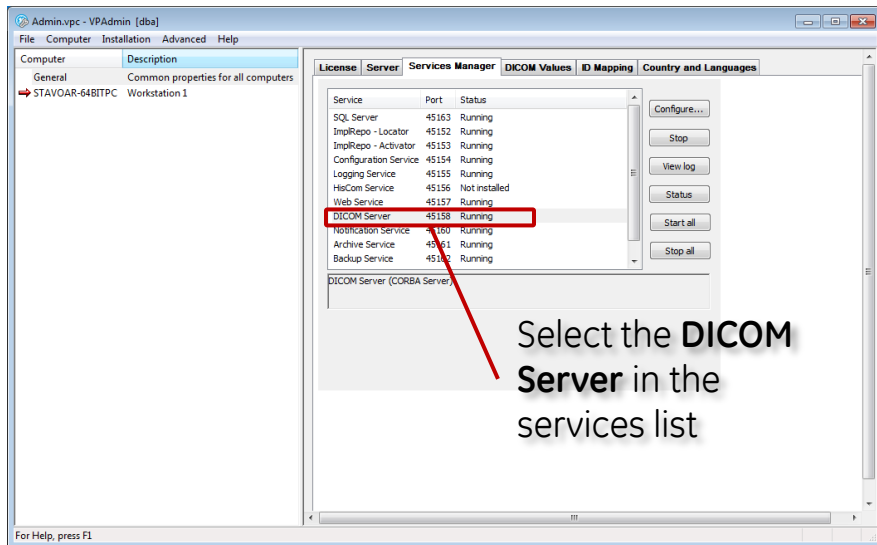 Admin.vpc - VPAdmin [dba]
File Computer Installation Advanced Help
Computer Description
General Common properties for all computers
STAVOAR-64BITPC Workstation 1
License Server Services Manager DICOM Values ID Mapping Country and Languages
Service Port Status
SQL Server 45163 Running
ImplRepo - Locator 45152 Running
ImplRepo - Activator 45153 Running
Configuration Service 45154 Running
Logging Service 45155 Running
HisCom Service 45156 Not installed
Web Service 45157 Running
DICOM Server 45158 Running
Notification Service 45160 Running
Archive Service 45161 Running
Backup Service 45162 Running
Configure...
Stop
View log
Status
Start all
Stop all
DICOM Server (CORBA Server)
Select the DICOM
Server in the
services list
For Help, press F1